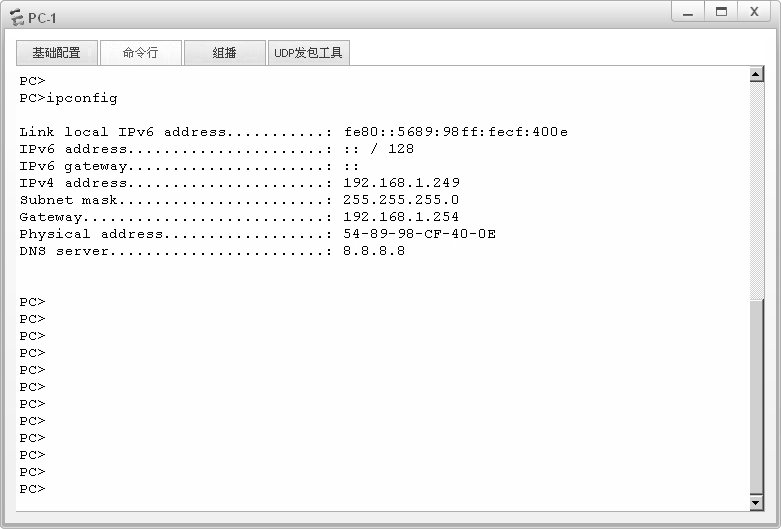 PC-1
基础配置 命令行 组播 UDP发包工具
PC>
PC>ipconfig
Link local IPv6 address...........: fe80::5689:98ff:fecf:400e
IPv6 address......................: :: / 128
IPv6 gateway......................: ::
IPv4 address......................: 192.168.1.249
Subnet mask.......................: 255.255.255.0
Gateway...........................: 192.168.1.254
Physical address..................: 54-89-98-CF-40-0E
DNS server........................: 8.8.8.8
PC>
PC>
PC>
PC>
PC>
PC>
PC>
PC>
PC>
PC>
PC>
PC>